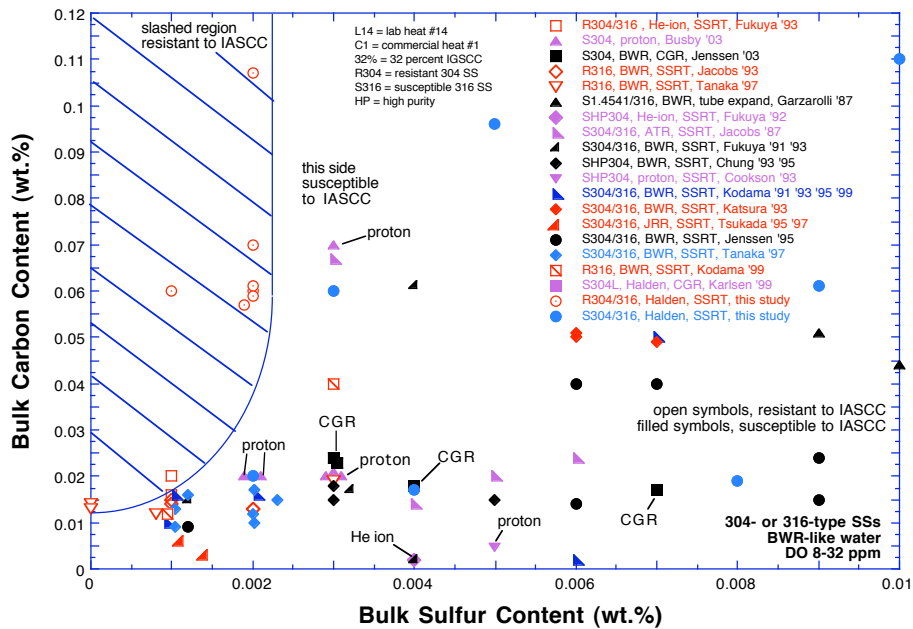 0.12
0.11
0.1
0.09
0.08
0.07
0.06
0.05
0.04
0.03
0.02
0.01
0
Bulk Carbon Content (wt.%)
slashed region
resistant to IASCC
L14 = lab heat #14
C1 = commercial heat #1
32% = 32 percent IGSCC
R304 = resistant 304 SS
S316 = susceptible 316 SS
HP = high purity
R304/316 , He-ion, SSRT, Fukuya '93
S304, proton, Busby '03
S304, BWR, CGR, Jenssen '03
R316, BWR, SSRT, Jacobs '93
R316, BWR, SSRT, Tanaka '97
S1.4541/316, BWR, tube expand, Garzarolli '87
SHP304, He-ion, SSRT, Fukuya '92
S304/316, ATR, SSRT, Jacobs '87
S304/316, BWR, SSRT, Fukuya '91 '93
SHP304, BWR, SSRT, Chung '93 '95
SHP304, proton, SSRT, Cookson '93
S304/316, BWR, SSRT, Kodama '91 '93 '95 '99
S304/316, BWR, SSRT, Katsura '93
S304/316, JRR, SSRT, Tsukada '95 '97
S304/316, BWR, SSRT, Jenssen '95
S304/316, BWR, SSRT, Tanaka '97
R316, BWR, SSRT, Kodama '99
S304L, Halden, CGR, Karlsen '99
R304/316, Halden, SSRT, this study
S304/316, Halden, SSRT, this study
this side
susceptible
to IASCC
proton
proton
CGR
proton
CGR
open symbols, resistant to IASCC
filled symbols, susceptible to IASCC
He ion
proton
CGR
304- or 316-type SSs
BWR-like water
DO 8-32 ppm
0
0.002
0.004
0.006
0.008
0.01
Bulk Sulfur Content (wt.%)